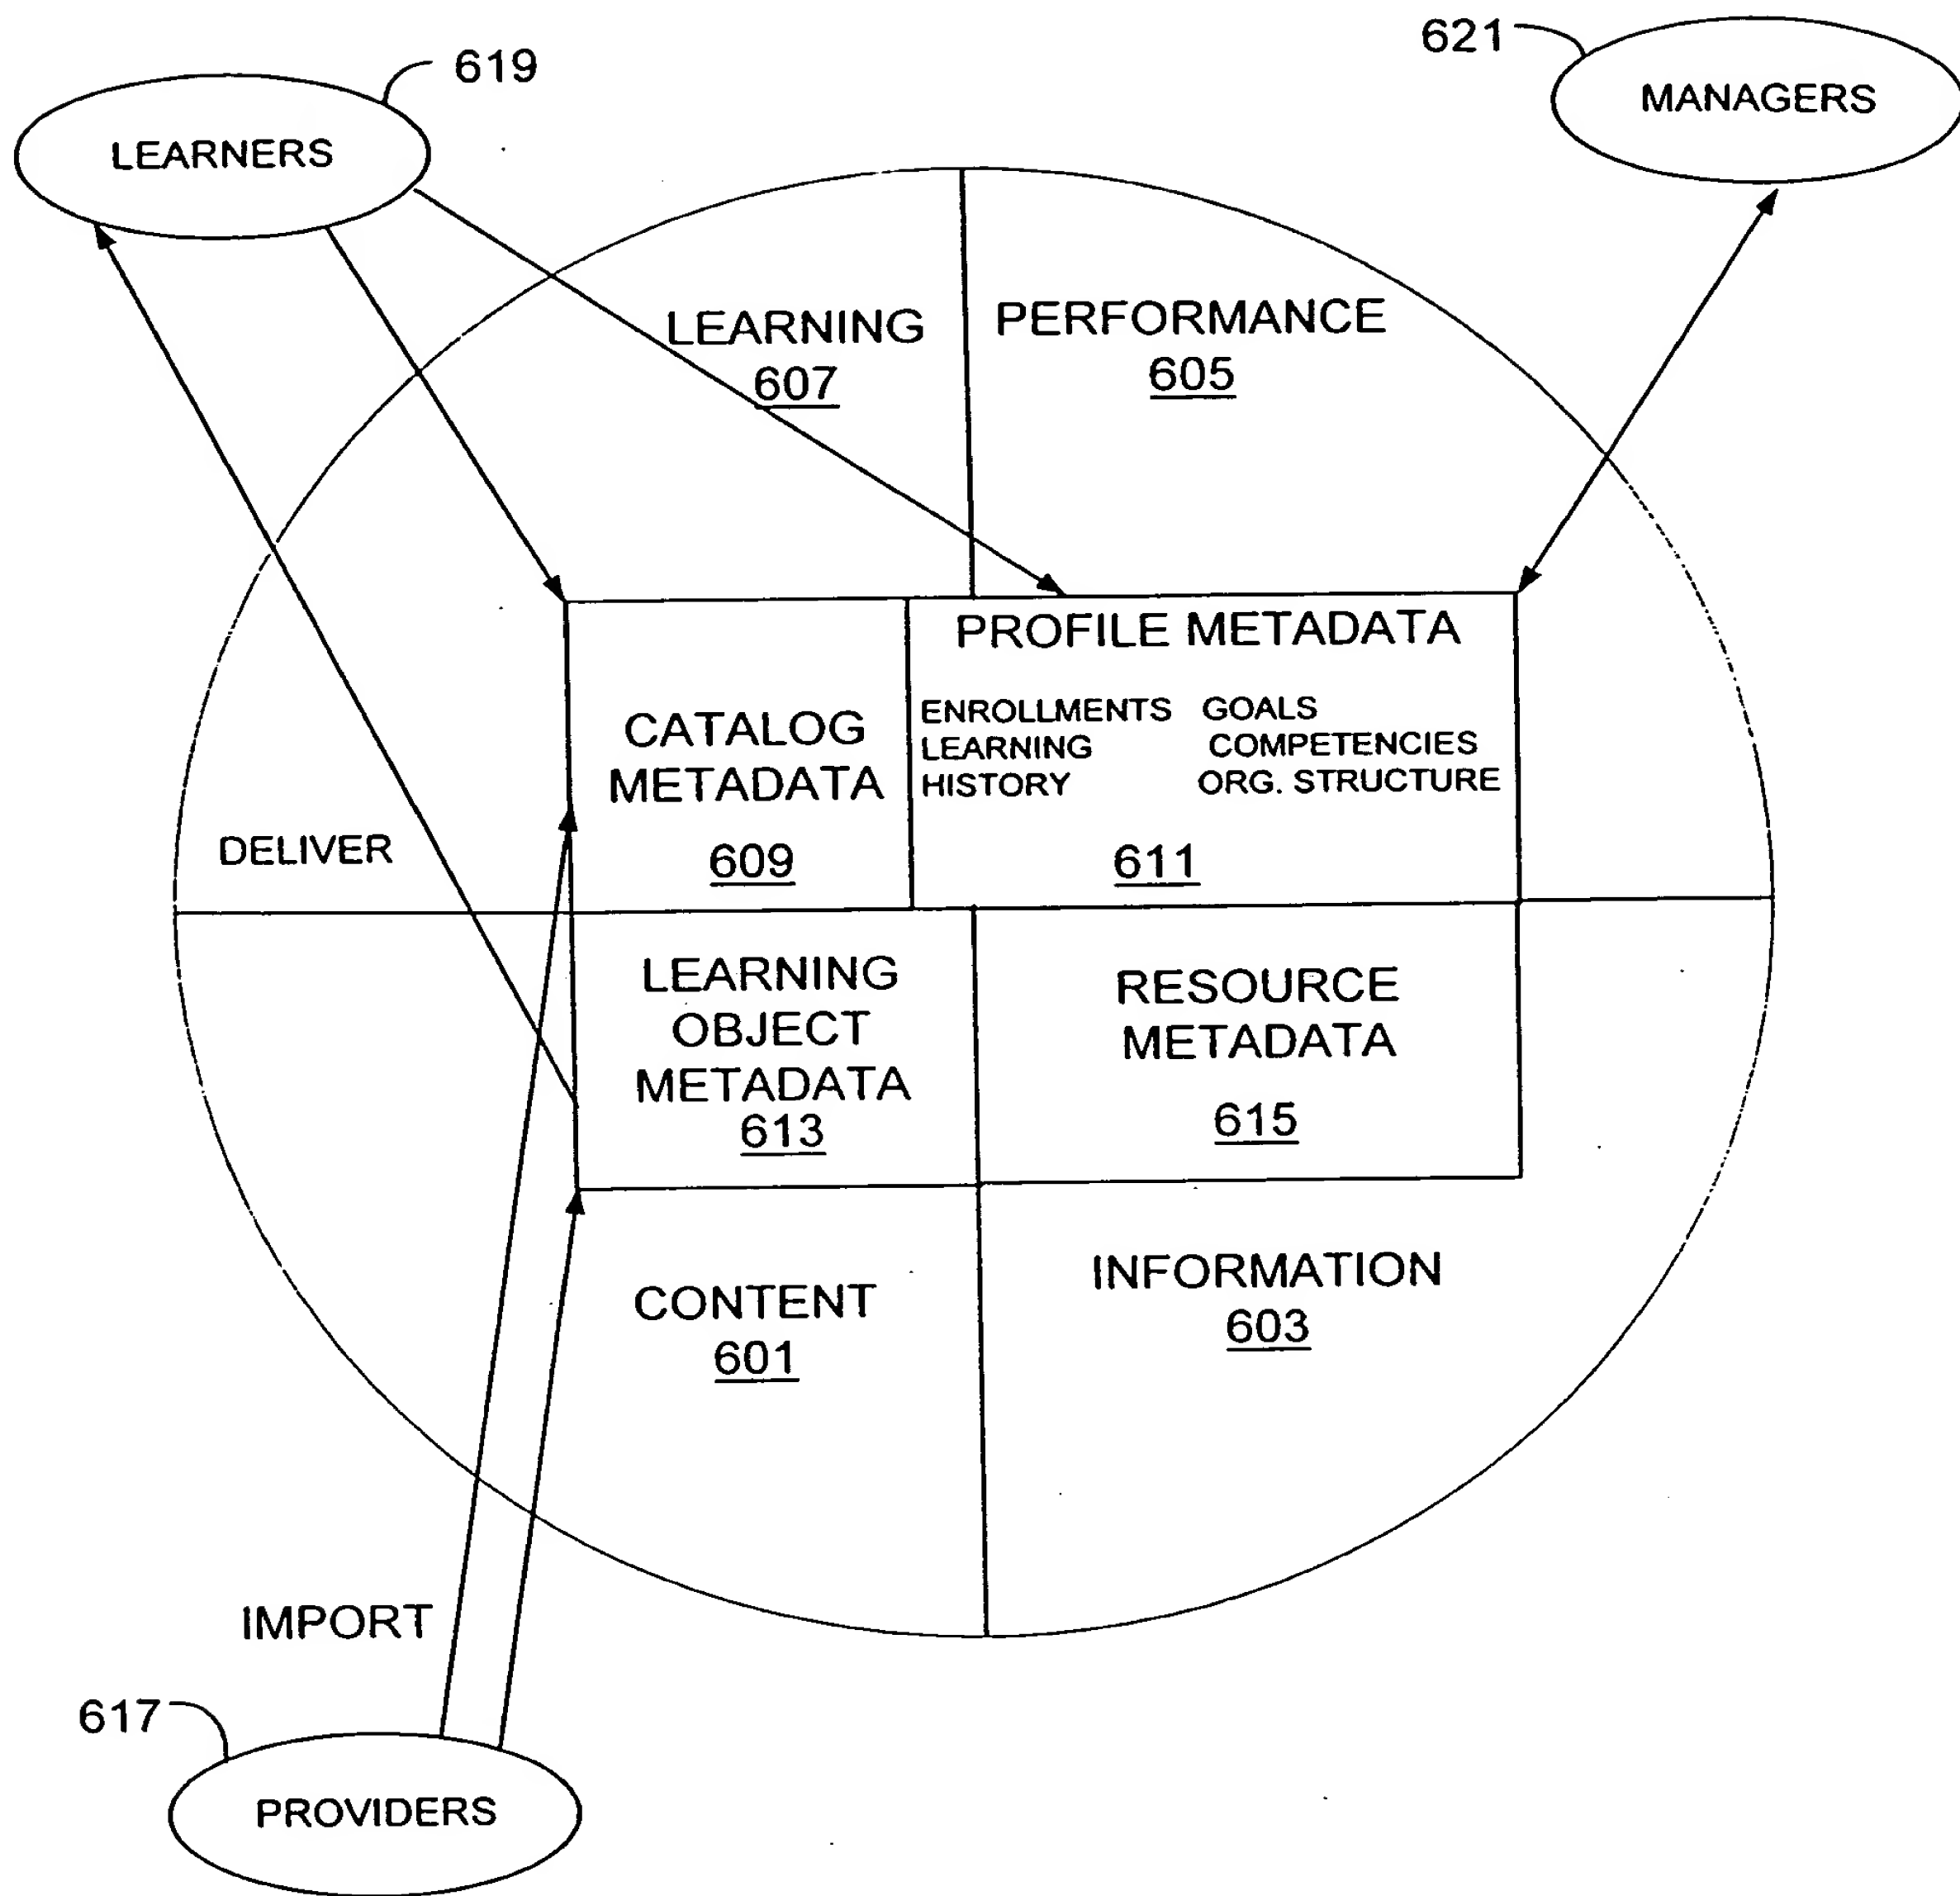 619
621
LEARNERS
MANAGERS
LEARNING
607
PERFORMANCE
605
PROFILE METADATA
CATALOG
METADATA
609
ENROLLMENTS GOALS
LEARNING COMPETENCIES
HISTORY ORG. STRUCTURE
611
DELIVER
LEARNING
OBJECT
METADATA
613
RESOURCE
METADATA
615
CONTENT
601
INFORMATION
603
IMPORT
617
PROVIDERS